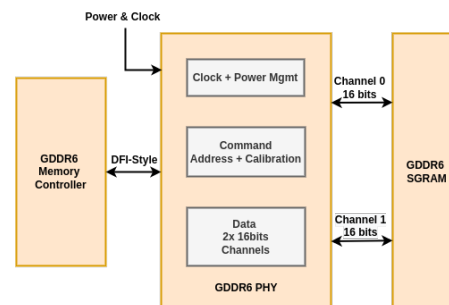 Power & Clock
Clock + Power Mgmt
Channel 0
16 bits
GDDR6
Memory
Controller
DFI-Style
Command
Address + Calibration
GDDR6
SGRAM
Data
2x 16bits
Channels
Channel 1
16 bits
GDDR6 PHY